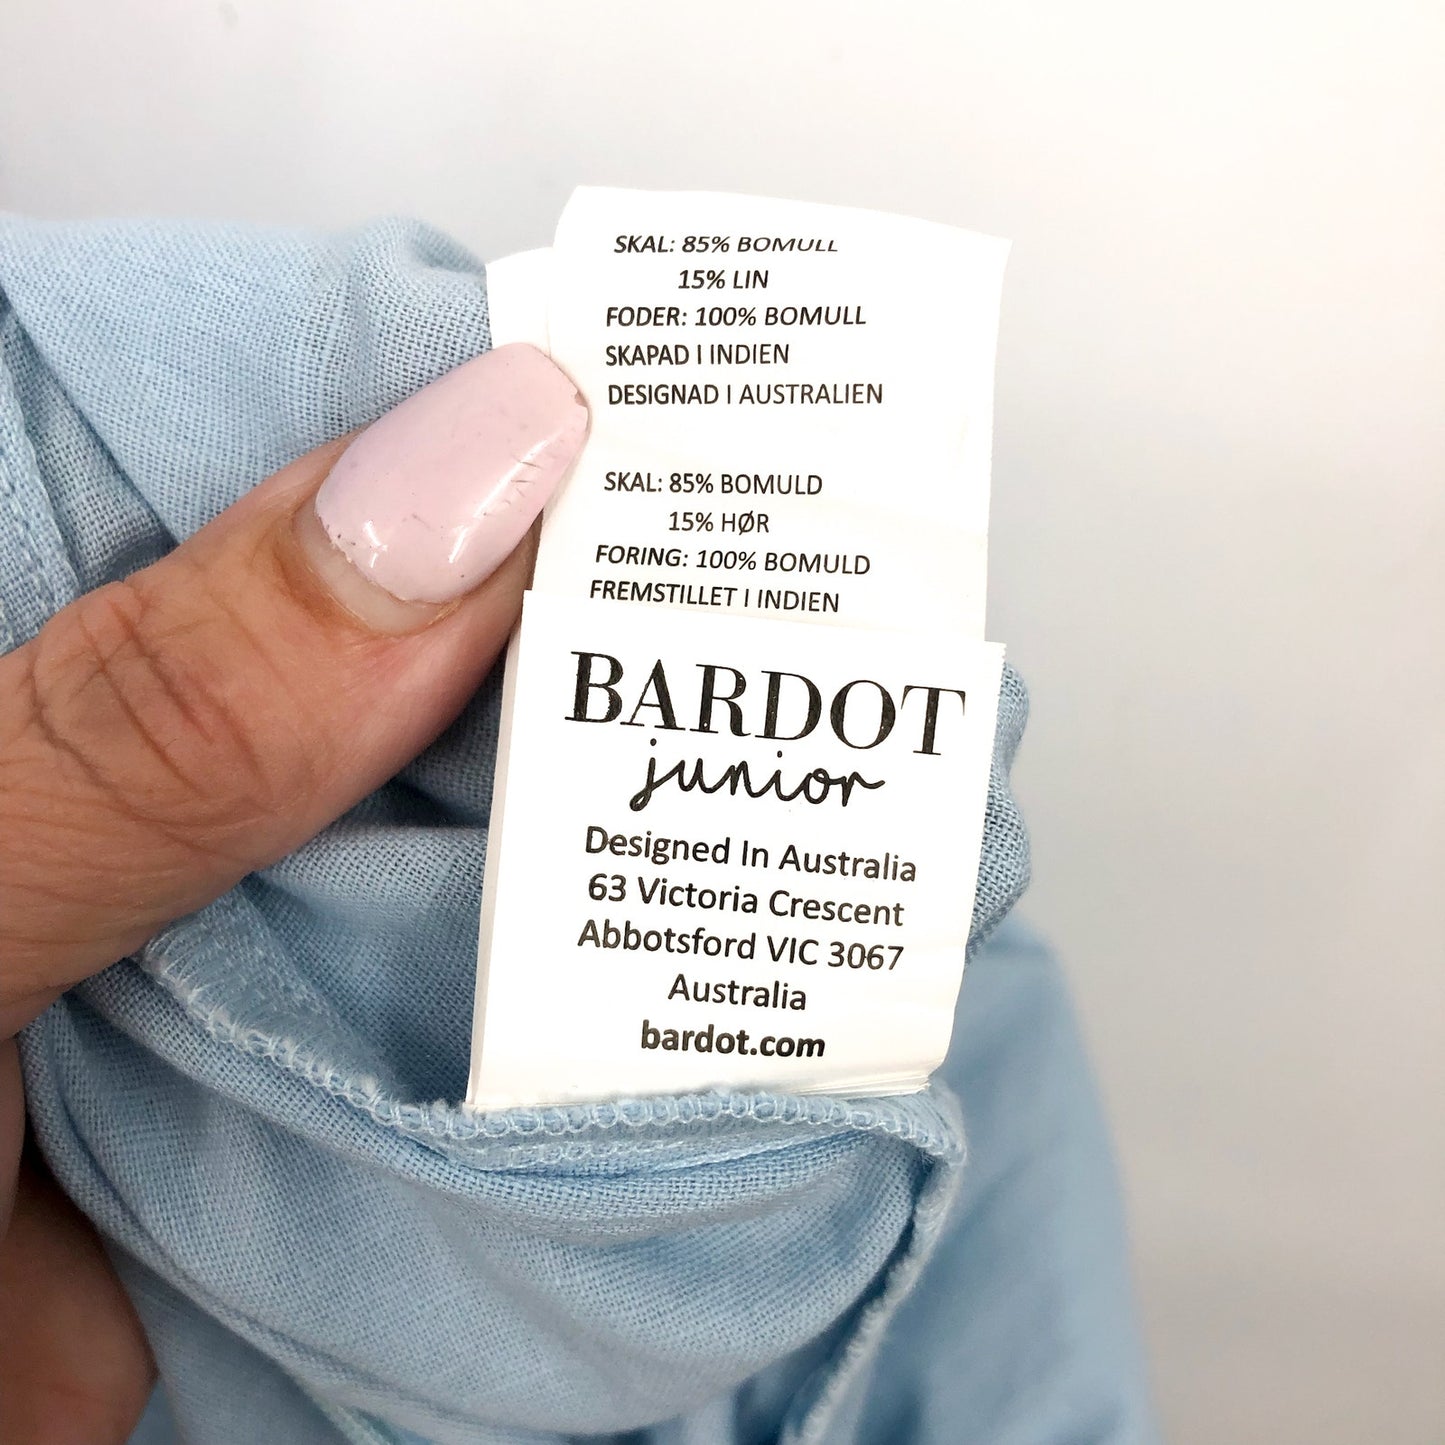 SKAL: 85% BOMULL
15% LIN
FODER: 100% BOMULL
SKAPAD I INDIEN
DESIGNAD I AUSTRALIEN
SKAL: 85% BOMULD
15% HØR
FORING: 100% BOMULD
FREMSTILLET I INDIEN
BARDOT
junior
Designed In Australia
63 Victoria Crescent
Abbotsford VIC 3067
Australia
bardot.com